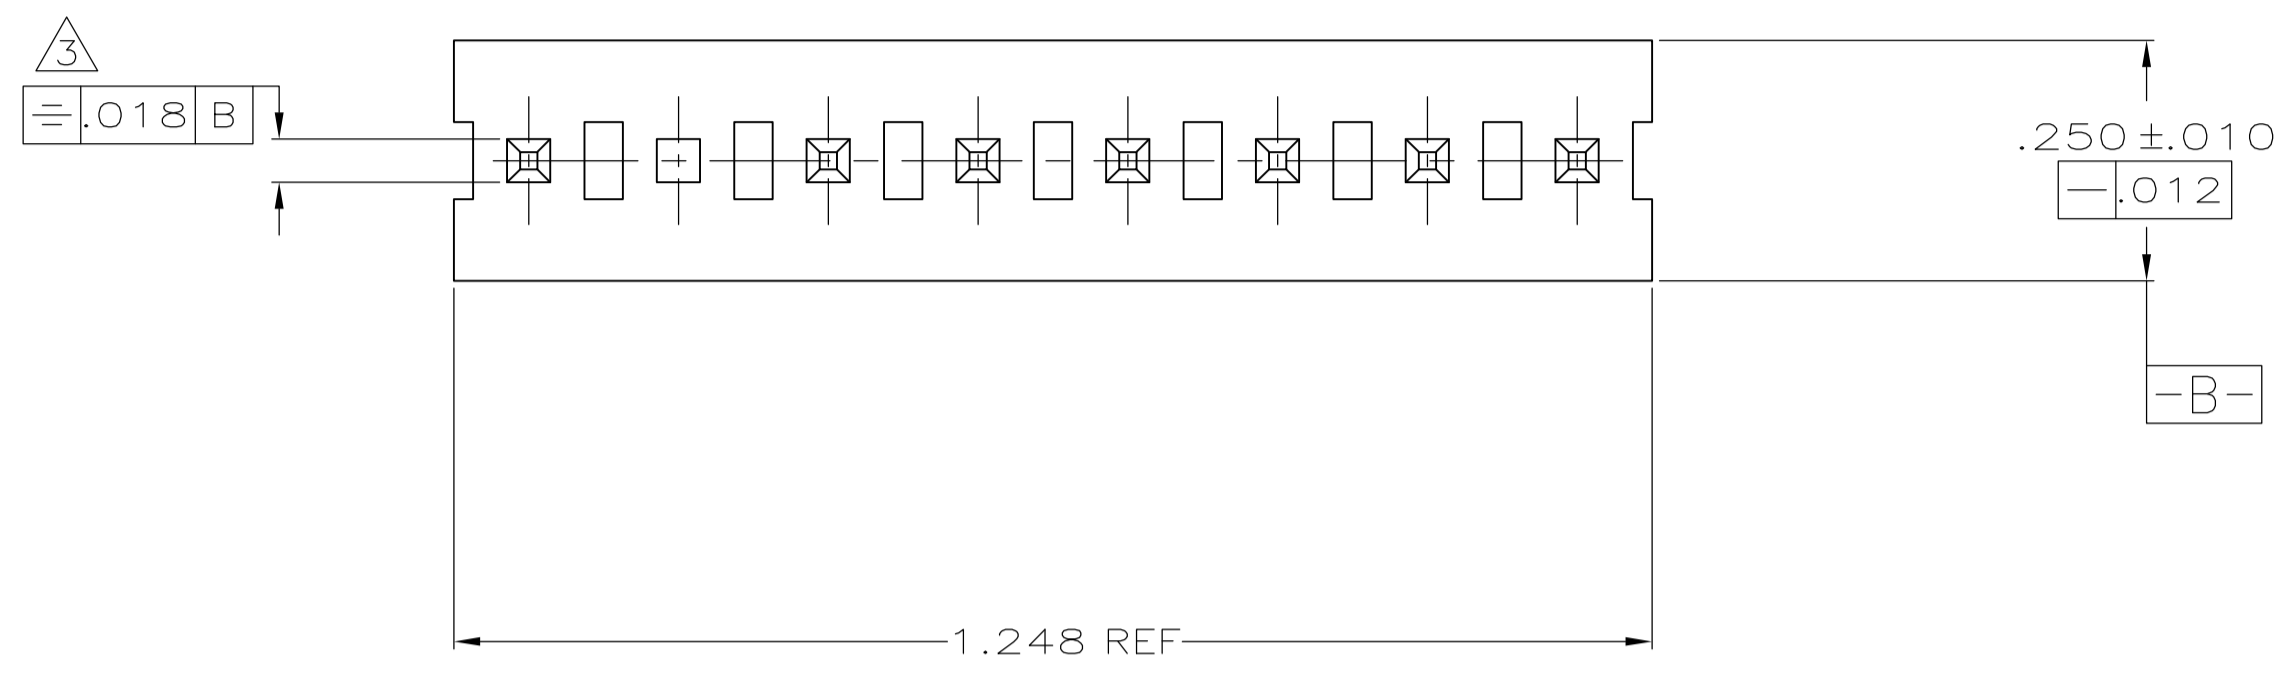 3
⌯ .018 B
.250 ±.010
⏤ .012
-B-
1.248 REF